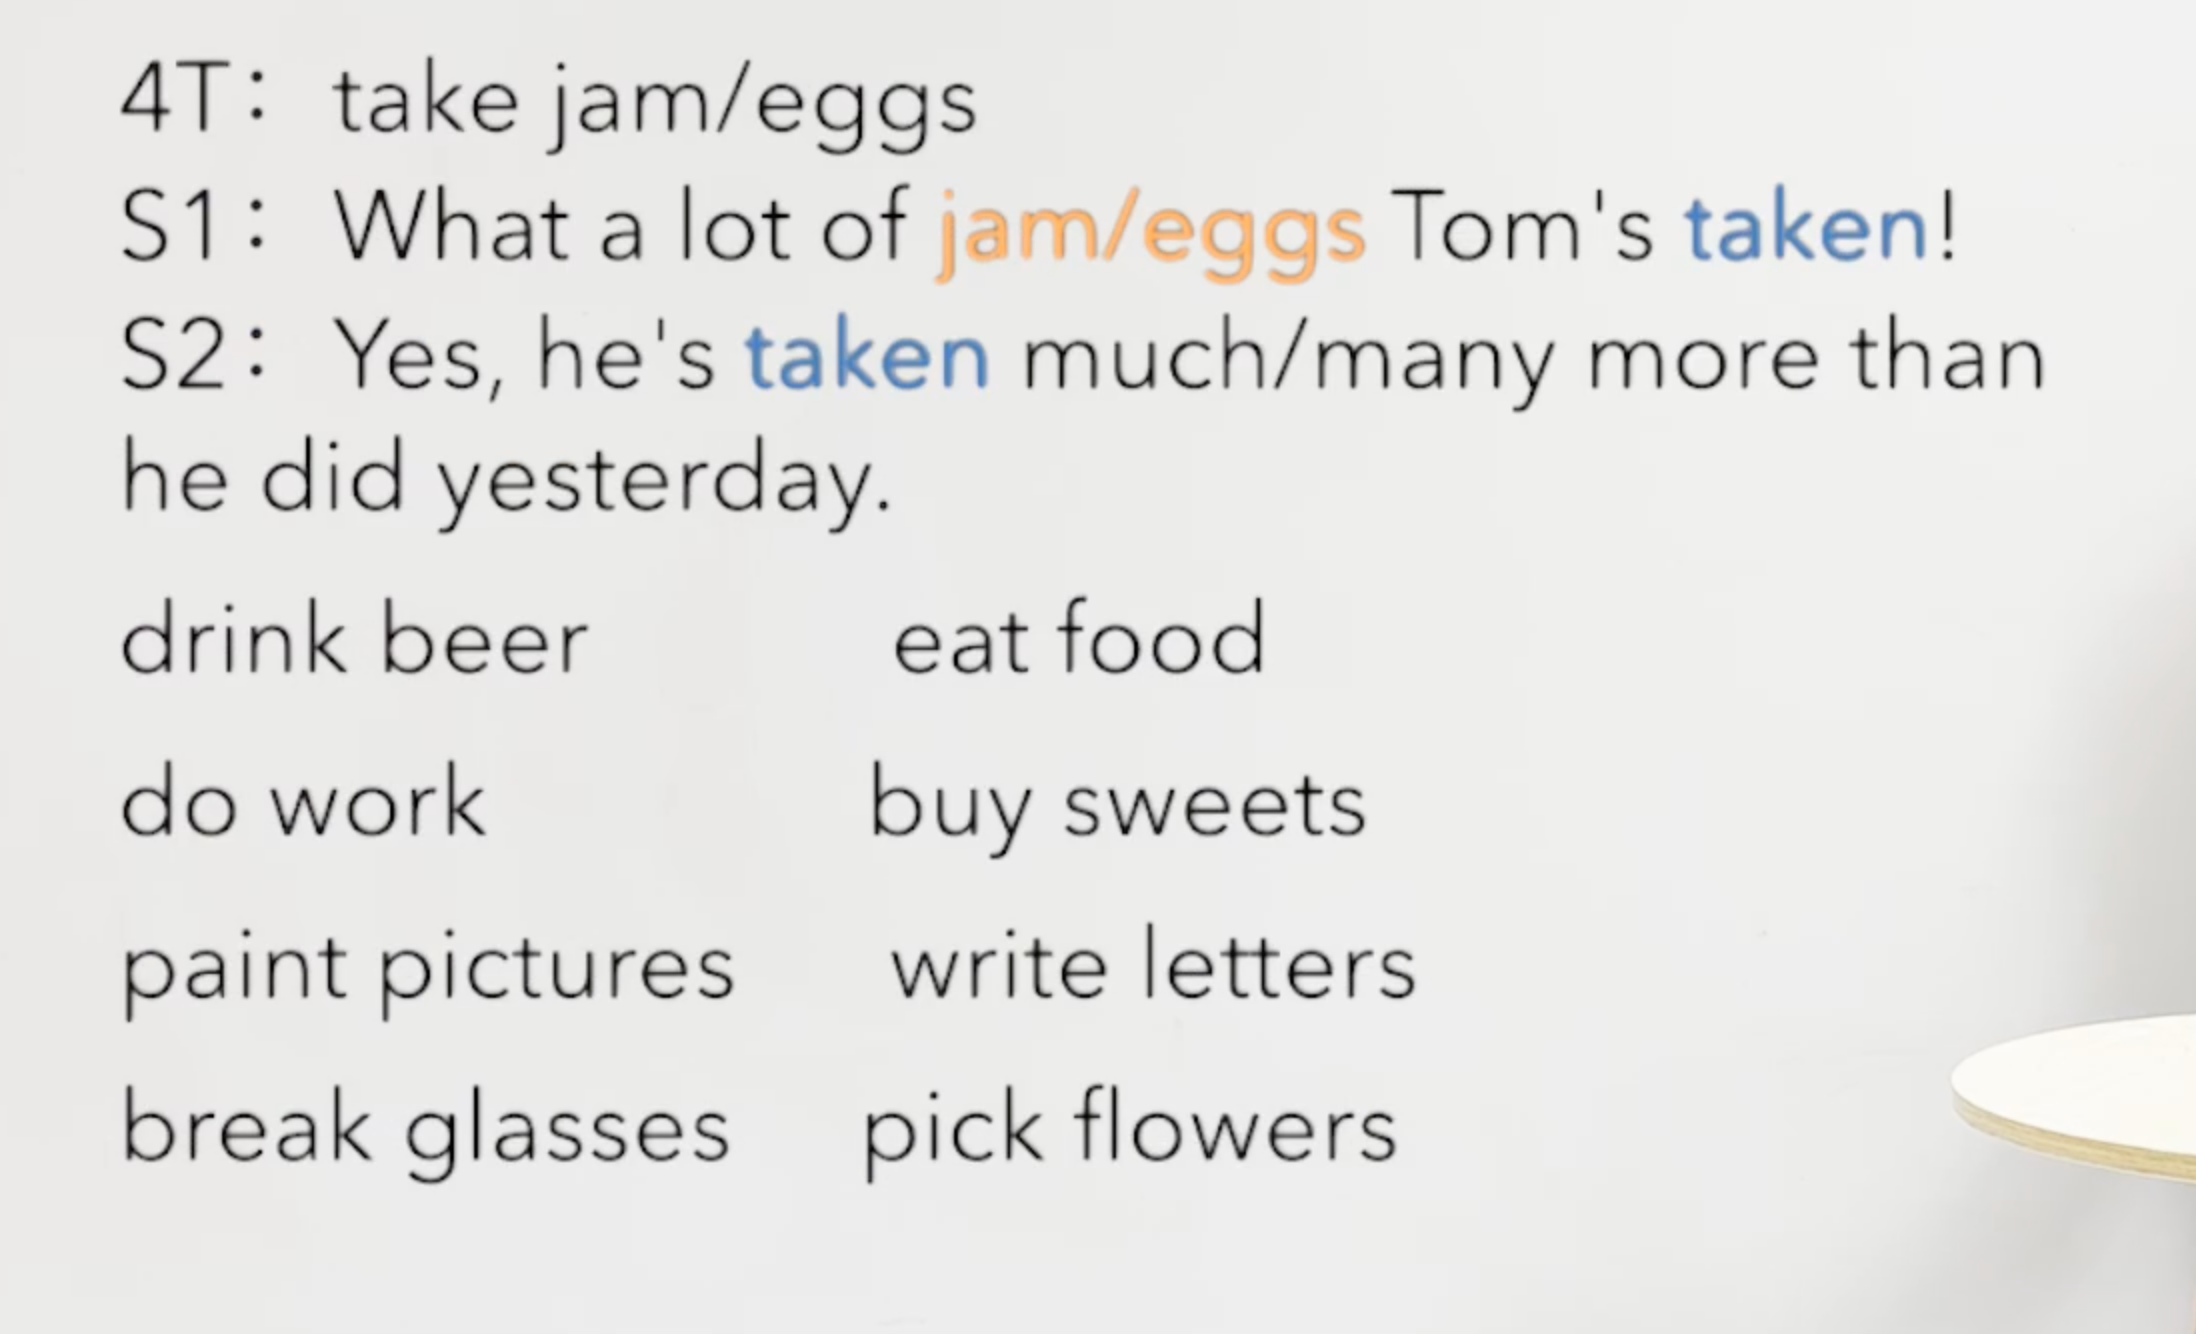 4T: take jam/eggs
S1: What a lot of jam/eggs Tom's taken!
S2: Yes, he's taken much/many more than
he did yesterday.
drink beer eat food
do work buy sweets
paint pictures write letters
break glasses pick flowers